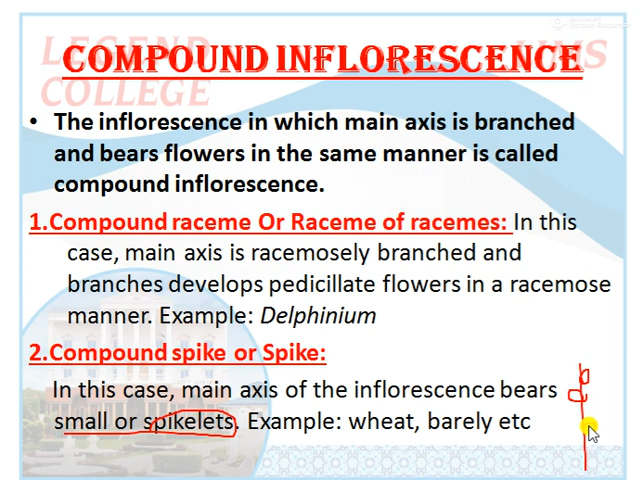 LEGEND
COLLEGE
COMPOUND INFLORESCENCE
• The inflorescence in which main axis is branched
and bears flowers in the same manner is called
compound inflorescence.
1.Compound raceme Or Raceme of racemes: In this
case, main axis is racemosely branched and
branches develops pedicillate flowers in a racemose
manner. Example: Delphinium
2.Compound spike or Spike:
In this case, main axis of the inflorescence bears
small or spikelets. Example: wheat, barely etc